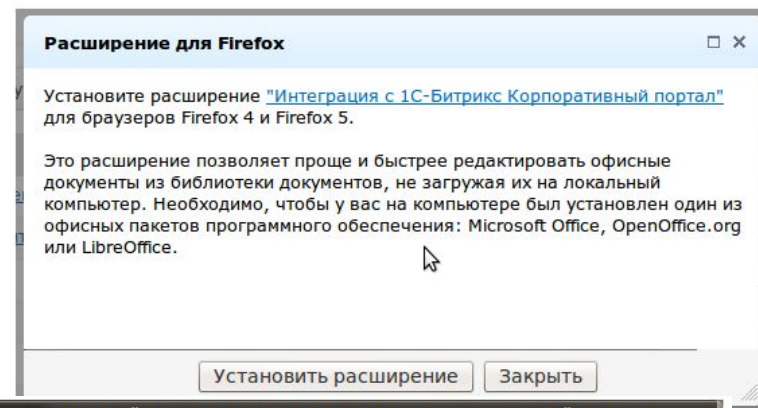 Расширение для Firefox
Установите расширение "Интеграция с 1С-Битрикс Корпоративный портал"
для браузеров Firefox 4 и Firefox 5.
Это расширение позволяет проще и быстрее редактировать офисные
документы из библиотеки документов, не загружая их на локальный
компьютер. Необходимо, чтобы у вас на компьютере был установлен один из
офисных пакетов программного обеспечения: Microsoft Office, OpenOffice.org
или LibreOffice.
Установить расширение Закрыть